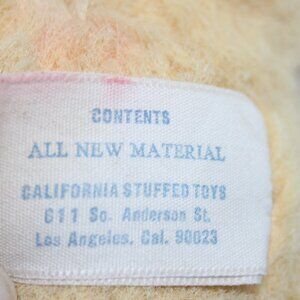 CONTENTS
ALL NEW MATERIAL
CALIFORNIA STUFFED TOYS
611 So. Anderson St.
Los Angeles, Cal. 90023